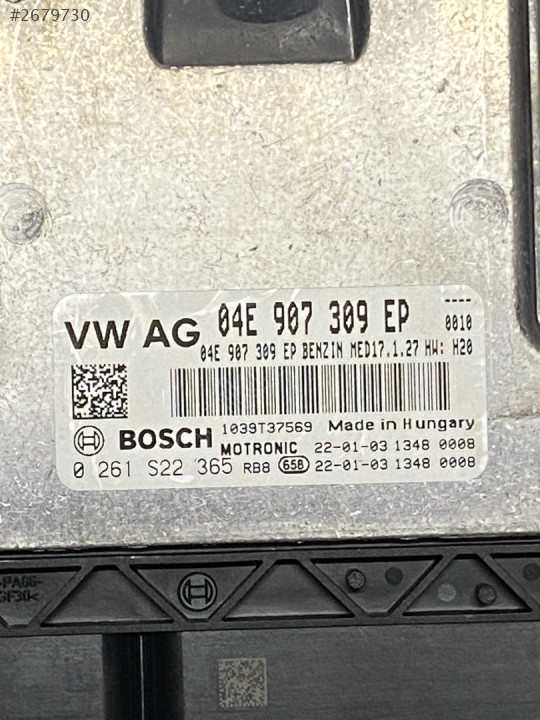 #2679730
VW AG 04E 907 309 EP ----
0010
04E 907 309 EP BENZIN MED17.1.27 HW: H20
1039T37569 Made in Hungary
BOSCH MOTRONIC 22-01-03 1348 0008
0 261 S22 365 RB8 658 22-01-03 1348 0008
-PA66-
GF30<